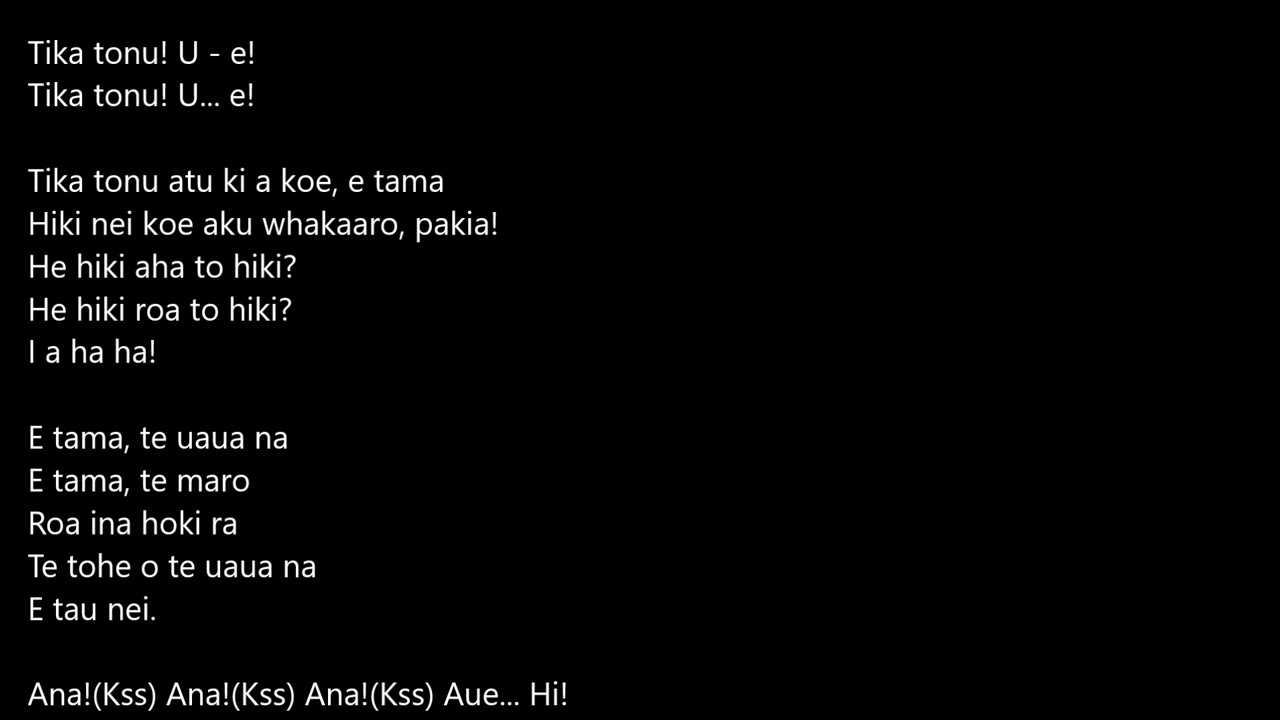 Tika tonu! U - e!
Tika tonu! U... e!
Tika tonu atu ki a koe, e tama
Hiki nei koe aku whakaaro, pakia!
He hiki aha to hiki?
He hiki roa to hiki?
I a ha ha!
E tama, te uaua na
E tama, te maro
Roa ina hoki ra
Te tohe o te uaua na
E tau nei.
Ana!(Kss) Ana!(Kss) Ana!(Kss) Aue... Hi!